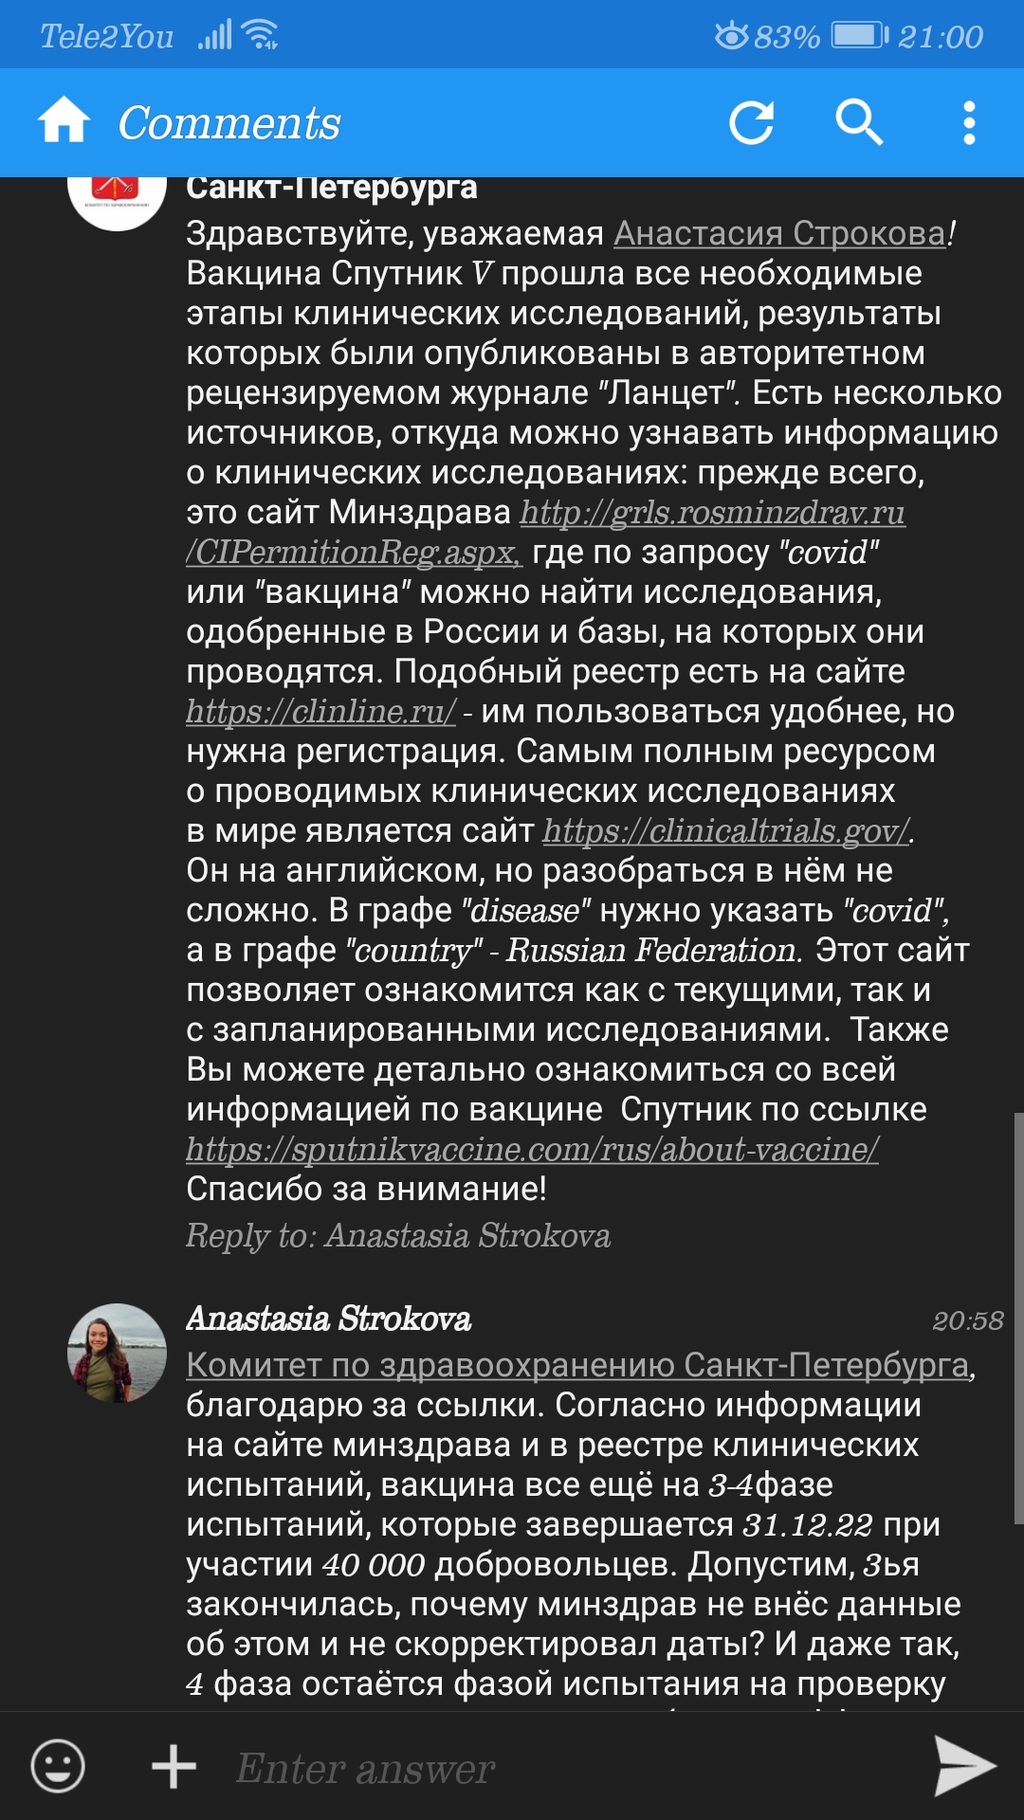 Tele2You 83% 21:00
Comments
Санкт-Петербурга
Здравствуйте, уважаемая Анастасия Строкова!
Вакцина Спутник V прошла все необходимые
этапы клинических исследований, результаты
которых были опубликованы в авторитетном
рецензируемом журнале "Ланцет". Есть несколько
источников, откуда можно узнавать информацию
о клинических исследованиях: прежде всего,
это сайт Минздрава http://grls.rosminzdrav.ru
/CIPermitionReg.aspx, где по запросу "covid"
или "вакцина" можно найти исследования,
одобренные в России и базы, на которых они
проводятся. Подобный реестр есть на сайте
https://clinline.ru/ - им пользоваться удобнее, но
нужна регистрация. Самым полным ресурсом
о проводимых клинических исследованиях
в мире является сайт https://clinicaltrials.gov/.
Он на английском, но разобраться в нём не
сложно. В графе "disease" нужно указать "covid",
а в графе "country" - Russian Federation. Этот сайт
позволяет ознакомится как с текущими, так и
с запланированными исследованиями. Также
Вы можете детально ознакомиться со всей
информацией по вакцине Спутник по ссылке
https://sputnikvaccine.com/rus/about-vaccine/
Спасибо за внимание!
Reply to: Anastasia Strokova
Anastasia Strokova 20:58
Комитет по здравоохранению Санкт-Петербурга,
благодарю за ссылки. Согласно информации
на сайте минздрава и в реестре клинических
испытаний, вакцина все ещё на 3-4фазе
испытаний, которые завершается 31.12.22 при
участии 40 000 добровольцев. Допустим, 3ья
закончилась, почему минздрав не внёс данные
об этом и не скорректировал даты? И даже так,
4 фаза остаётся фазой испытания на проверку
Enter answer